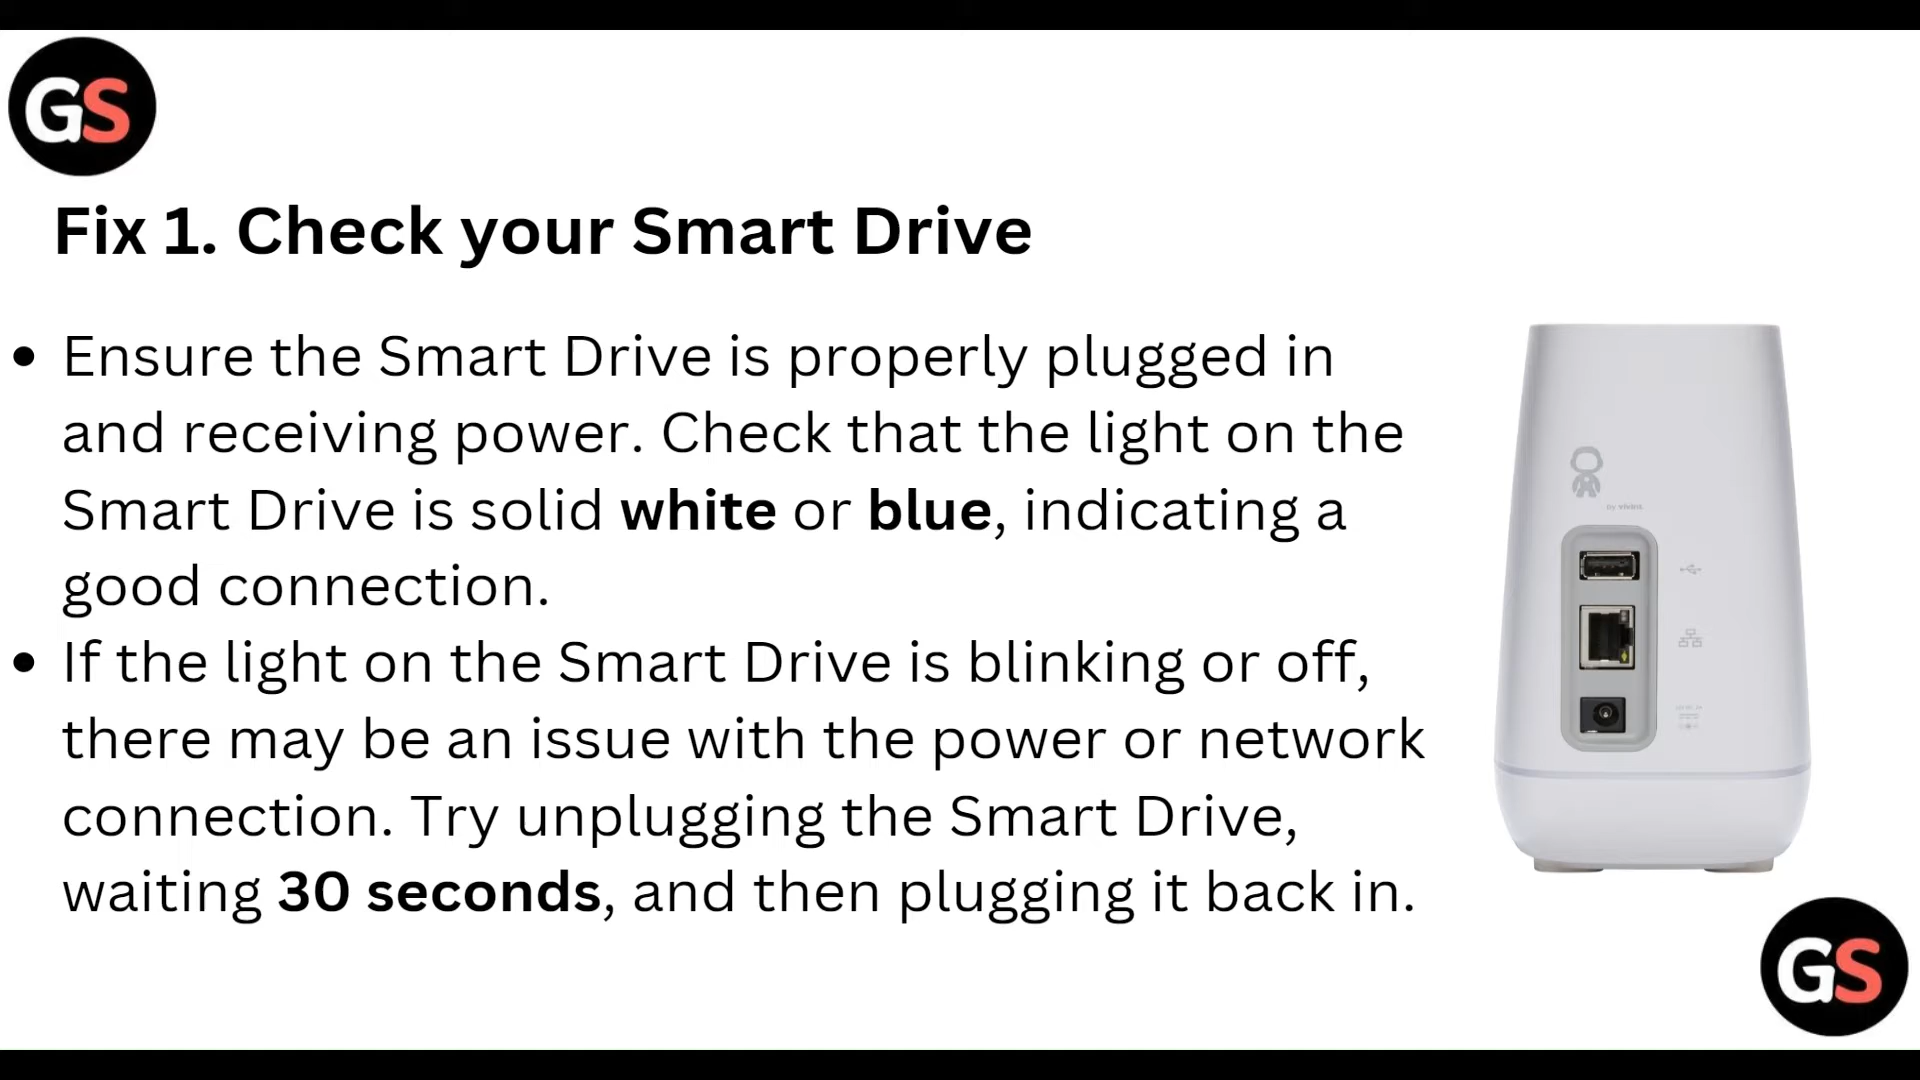 GS
Fix 1. Check your Smart Drive
• Ensure the Smart Drive is properly plugged in
and receiving power. Check that the light on the
Smart Drive is solid white or blue, indicating a
good connection.
• If the light on the Smart Drive is blinking or off,
there may be an issue with the power or network
connection. Try unplugging the Smart Drive,
waiting 30 seconds, and then plugging it back in.
by vivint.
GS